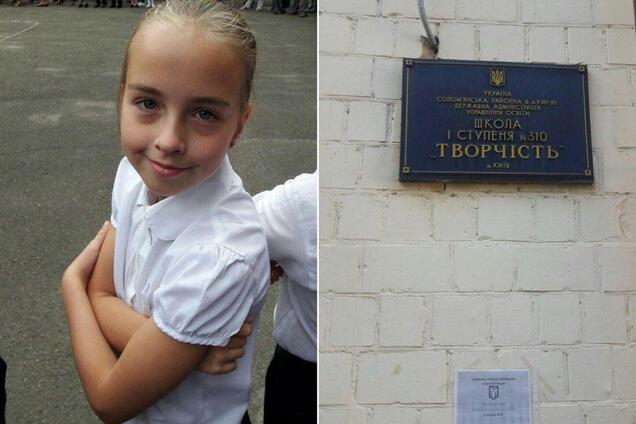 УКРАЇНА
СОЛОМ'ЯНСЬКА РАЙОННА В м.КИЄВІ
ДЕРЖАВНА АДМІНІСТРАЦІЯ
УПРАВЛІННЯ ОСВІТИ
ШКОЛА
І СТУПЕНЯ № 310
"ТВОРЧІСТЬ"
м. КИЇВ